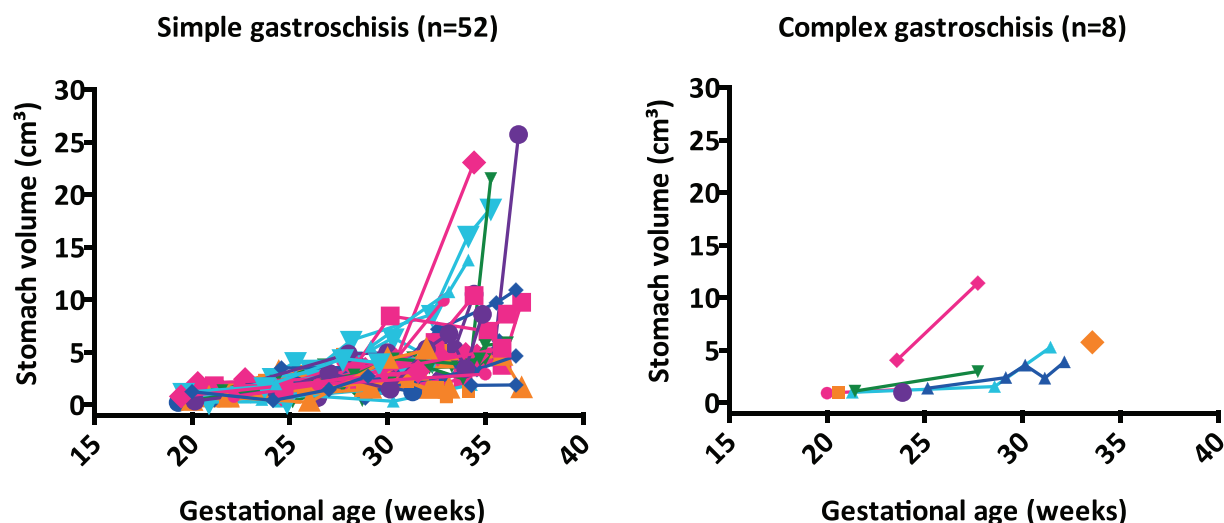 Simple gastroschisis (n=52)
Stomach volume (cm³)
30
25
20
15
10
5
0
15 20 25 30 35 40
Gestational age (weeks)
Complex gastroschisis (n=8)
Stomach volume (cm³)
30
25
20
15
10
5
0
15 20 25 30 35 40
Gestational age (weeks)